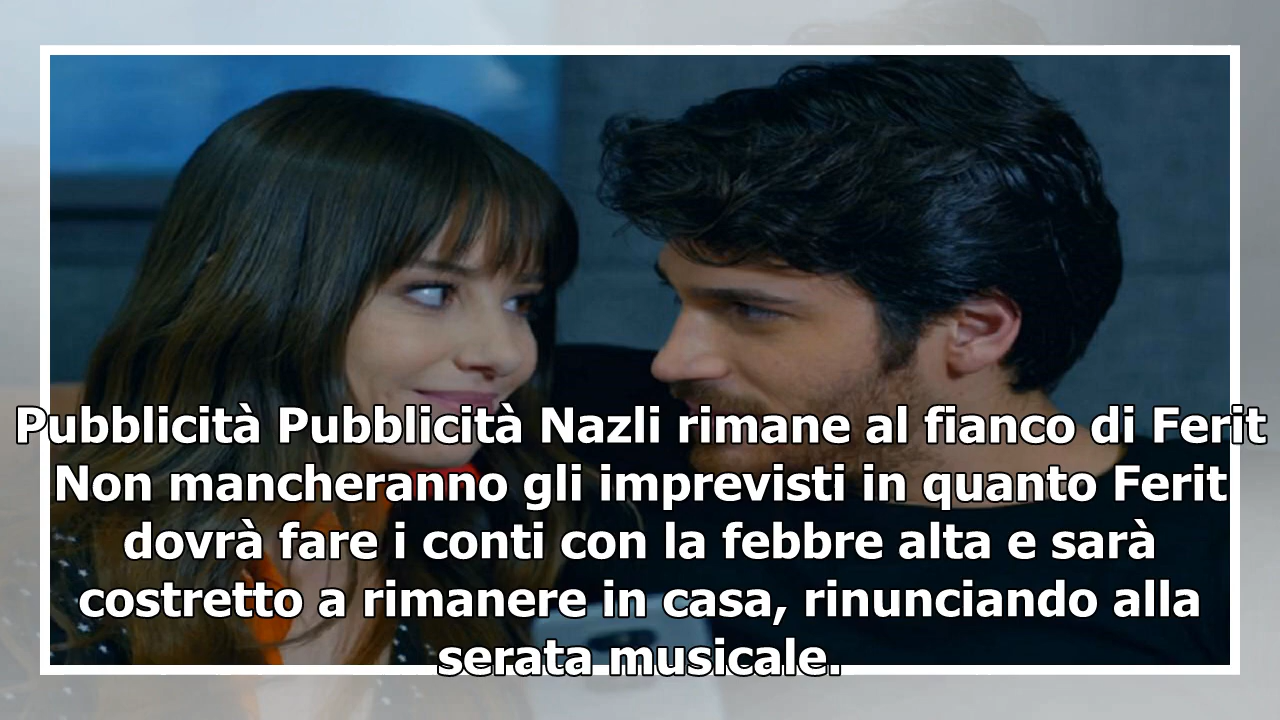 Pubblicità Pubblicità Nazli rimane al fianco di Ferit
Non mancheranno gli imprevisti in quanto Ferit
dovrà fare i conti con la febbre alta e sarà
costretto a rimanere in casa, rinunciando alla
serata musicale.